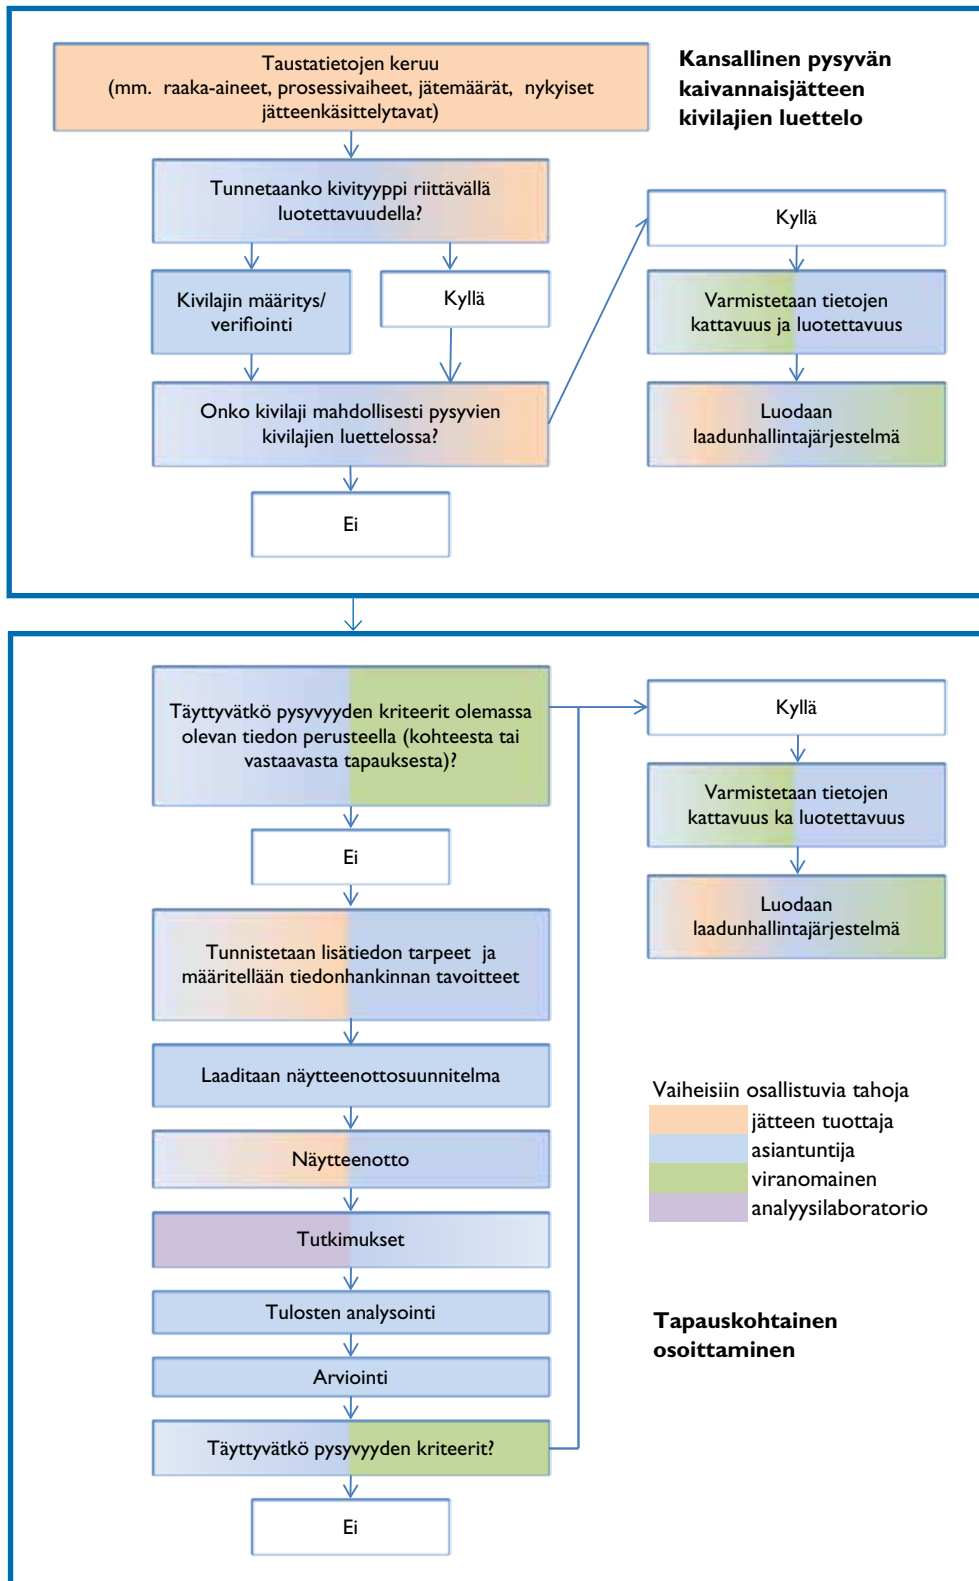 Kansallinen pysyvän
kaivannaisjätteen
kivilajien luettelo
Taustatietojen keruu
(mm. raaka-aineet, prosessivaiheet, jätemäärät, nykyiset
jätteenkäsittelytavat)
Tunnetaanko kivityyppi riittävällä
luotettavuudella?
Kivilajin määritys/
verifiointi
Kyllä
Onko kivilaji mahdollisesti pysyvien
kivilajien luettelossa?
Ei
Kyllä
Varmistetaan tietojen
kattavuus ja luotettavuus
Luodaan
laadunhallintajärjestelmä
Täyttyvätkö pysyvyyden kriteerit olemassa
olevan tiedon perusteella (kohteesta tai
vastaavasta tapauksesta)?
Ei
Tunnistetaan lisätiedon tarpeet ja
määritellään tiedonhankinnan tavoitteet
Laaditaan näytteenottosuunnitelma
Näytteenotto
Tutkimukset
Tulosten analysointi
Arviointi
Täyttyvätkö pysyvyyden kriteerit?
Ei
Kyllä
Varmistetaan tietojen
kattavuus ka luotettavuus
Luodaan
laadunhallintajärjestelmä
Vaiheisiin osallistuvia tahoja
jätteen tuottaja
asiantuntija
viranomainen
analyysilaboratorio
Tapauskohtainen
osoittaminen